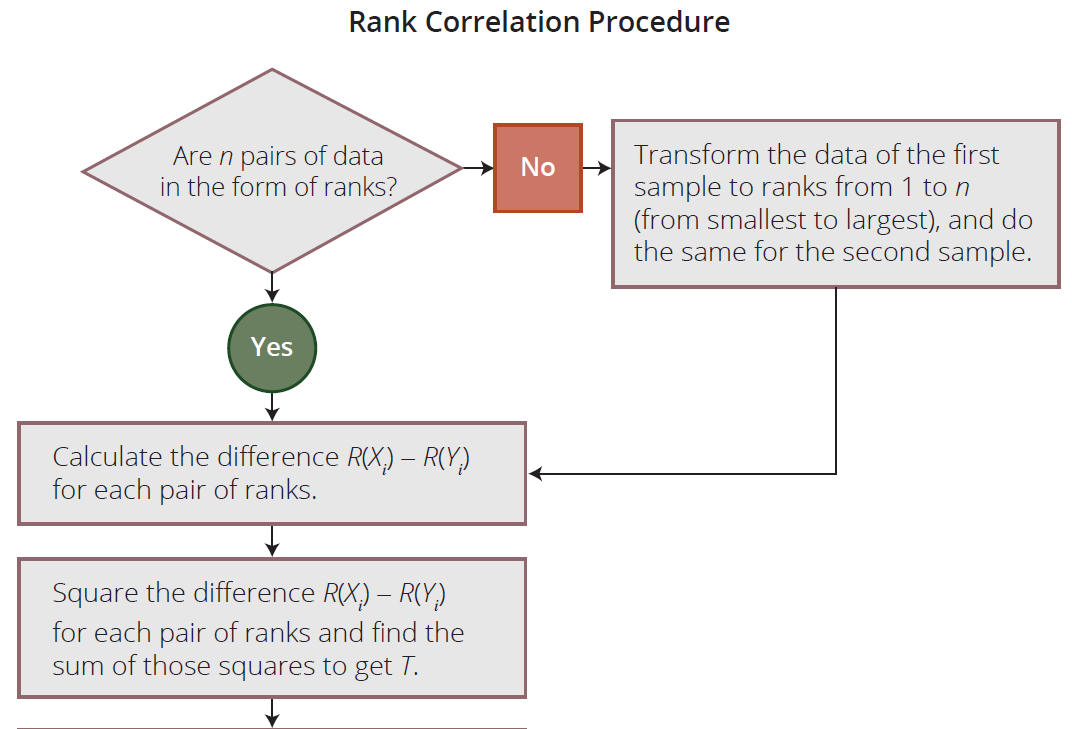 Rank Correlation Procedure
Are n pairs of data
in the form of ranks?
No
Transform the data of the first
sample to ranks from 1 to n
(from smallest to largest), and do
the same for the second sample.
Yes
Calculate the difference R(Xᵢ) – R(Yᵢ)
for each pair of ranks.
Square the difference R(Xᵢ) – R(Yᵢ)
for each pair of ranks and find the
sum of those squares to get T.